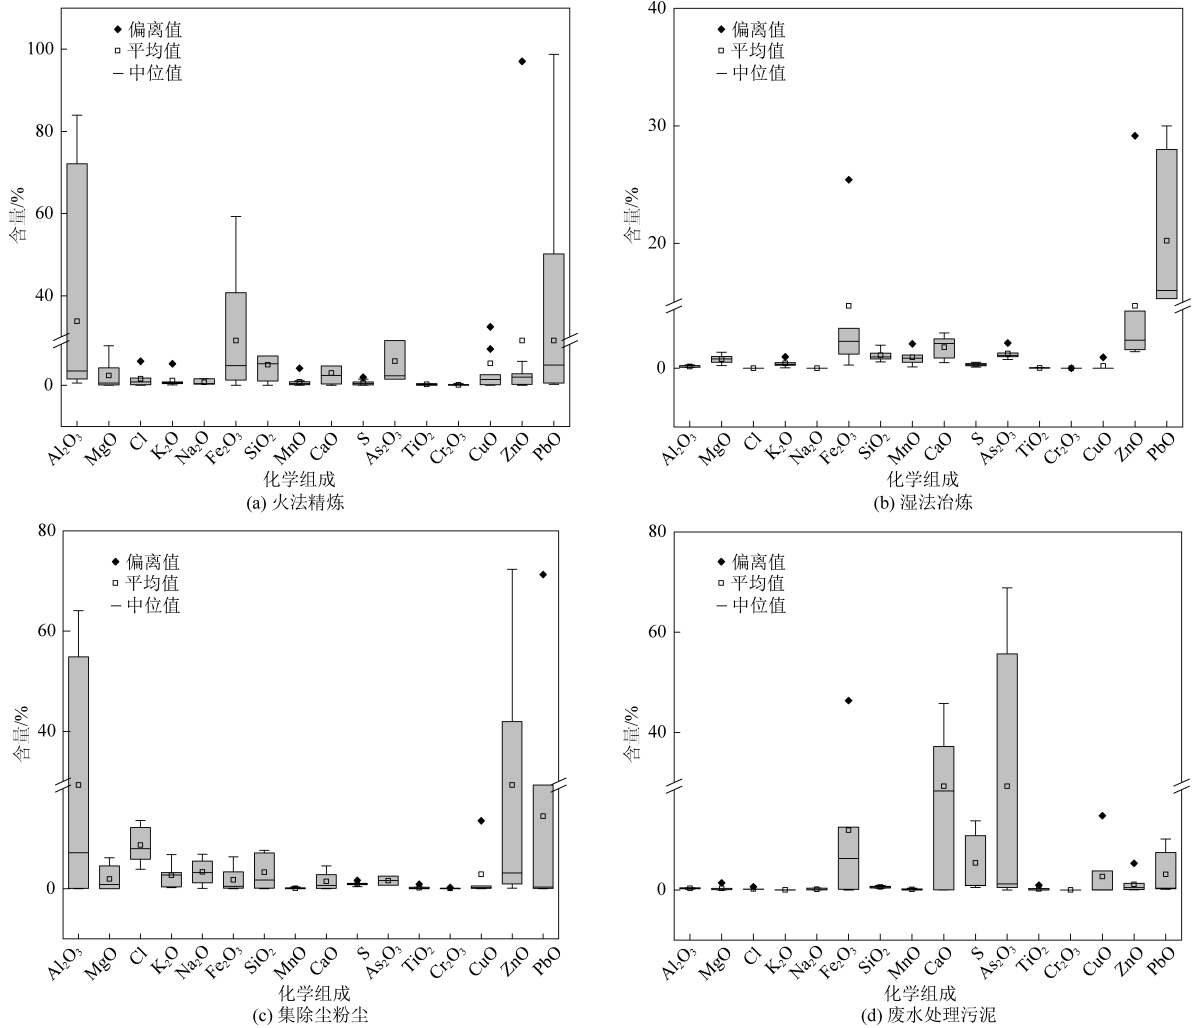 100
80
60
40
0
含量/%
偏离值
平均值
中位值
Al₂O₃ MgO Cl K₂O Na₂O Fe₂O₃ SiO₂ MnO CaO S As₂O₃ TiO₂ Cr₂O₃ CuO ZnO PbO
化学组成
(a) 火法精炼
40
30
20
0
含量/%
偏离值
平均值
中位值
Al₂O₃ MgO Cl K₂O Na₂O Fe₂O₃ SiO₂ MnO CaO S As₂O₃ TiO₂ Cr₂O₃ CuO ZnO PbO
化学组成
(b) 湿法冶炼
80
60
40
0
含量/%
偏离值
平均值
中位值
Al₂O₃ MgO Cl K₂O Na₂O Fe₂O₃ SiO₂ MnO CaO S As₂O₃ TiO₂ Cr₂O₃ CuO ZnO PbO
化学组成
(c) 集除尘粉尘
80
60
40
0
含量/%
偏离值
平均值
中位值
Al₂O₃ MgO Cl K₂O Na₂O Fe₂O₃ SiO₂ MnO CaO S As₂O₃ TiO₂ Cr₂O₃ CuO ZnO PbO
化学组成
(d) 废水处理污泥